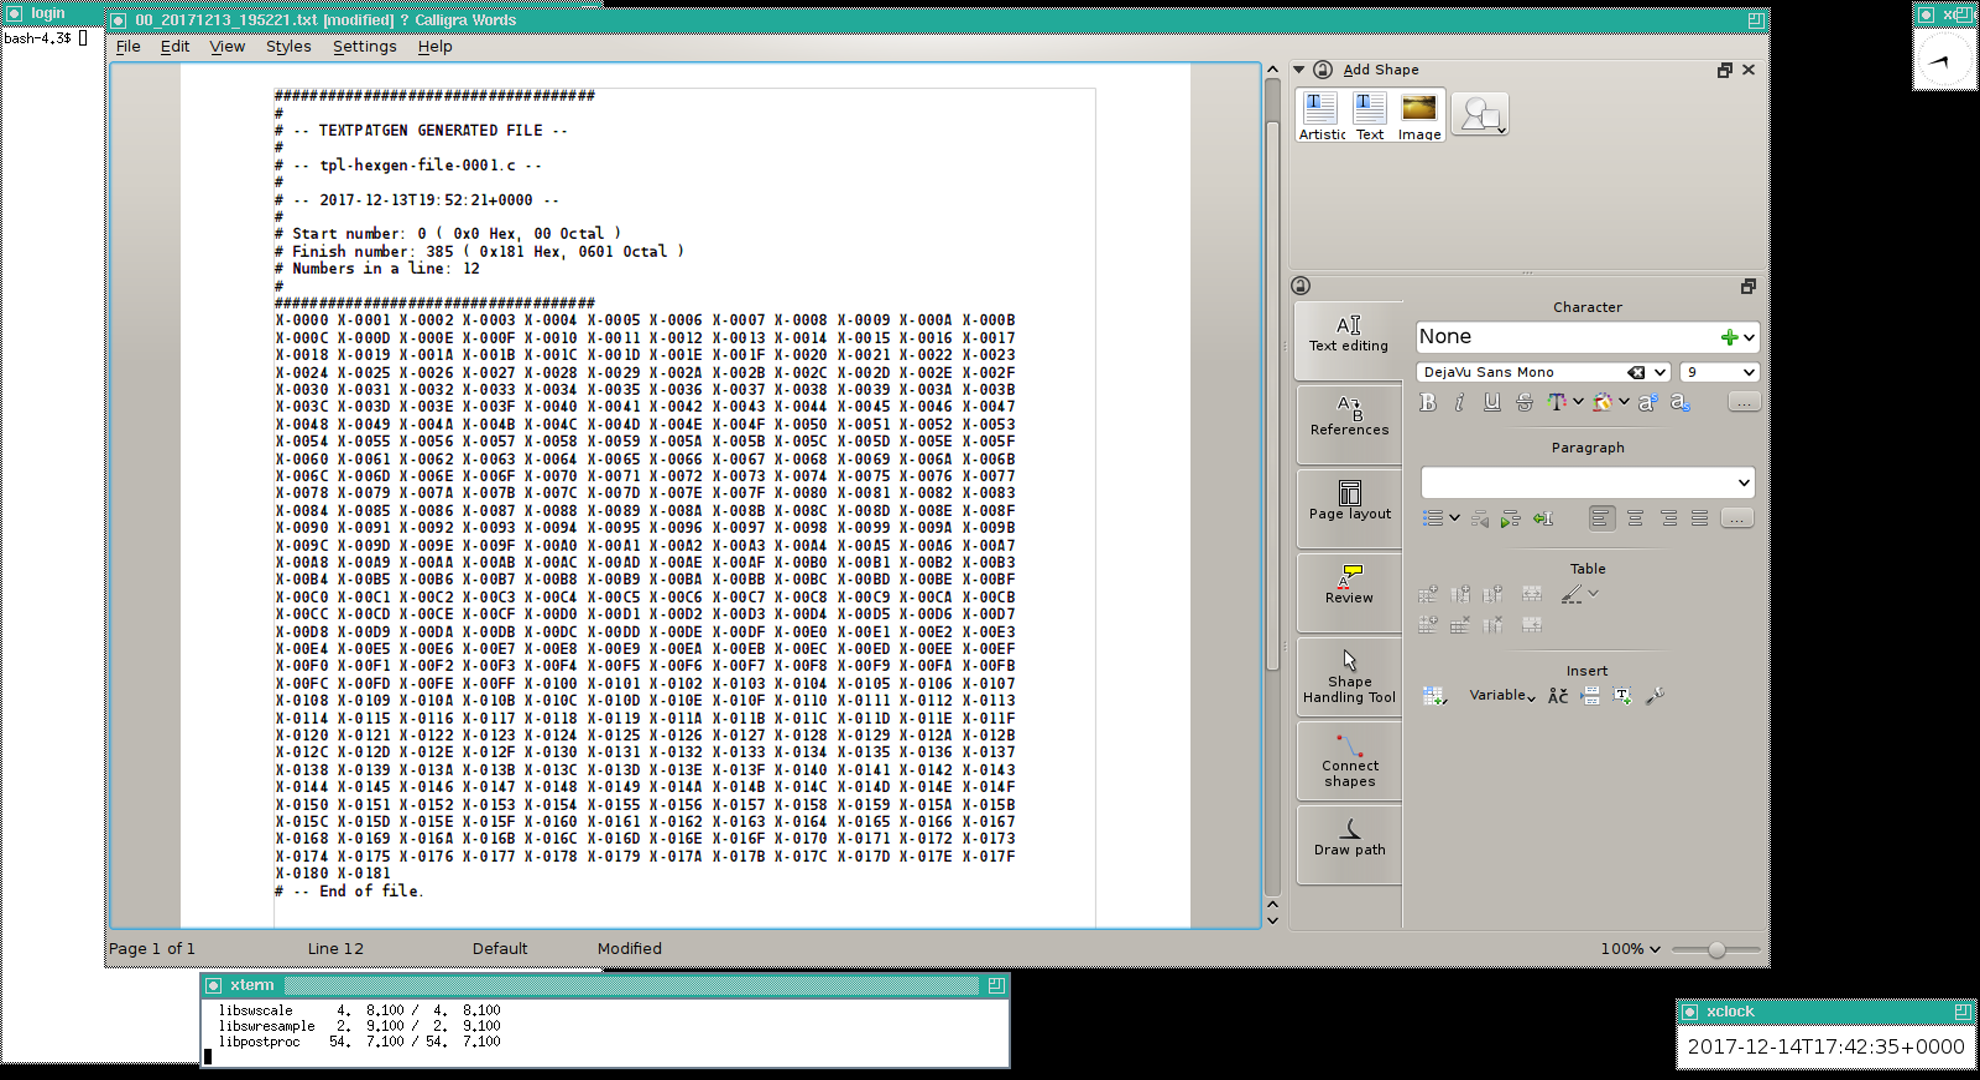 login
bash-4.3$
00_20171213_195221.txt [modified] ? Calligra Words
File Edit View Styles Settings Help
####################################
#
# -- TEXTPATGEN GENERATED FILE --
#
# -- tpl-hexgen-file-0001.c --
#
# -- 2017-12-13T19:52:21+0000 --
#
# Start number: 0 ( 0x0 Hex, 00 Octal )
# Finish number: 385 ( 0x181 Hex, 0601 Octal )
# Numbers in a line: 12
#
####################################
X-0000 X-0001 X-0002 X-0003 X-0004 X-0005 X-0006 X-0007 X-0008 X-0009 X-000A X-000B
X-000C X-000D X-000E X-000F X-0010 X-0011 X-0012 X-0013 X-0014 X-0015 X-0016 X-0017
X-0018 X-0019 X-001A X-001B X-001C X-001D X-001E X-001F X-0020 X-0021 X-0022 X-0023
X-0024 X-0025 X-0026 X-0027 X-0028 X-0029 X-002A X-002B X-002C X-002D X-002E X-002F
X-0030 X-0031 X-0032 X-0033 X-0034 X-0035 X-0036 X-0037 X-0038 X-0039 X-003A X-003B
X-003C X-003D X-003E X-003F X-0040 X-0041 X-0042 X-0043 X-0044 X-0045 X-0046 X-0047
X-0048 X-0049 X-004A X-004B X-004C X-004D X-004E X-004F X-0050 X-0051 X-0052 X-0053
X-0054 X-0055 X-0056 X-0057 X-0058 X-0059 X-005A X-005B X-005C X-005D X-005E X-005F
X-0060 X-0061 X-0062 X-0063 X-0064 X-0065 X-0066 X-0067 X-0068 X-0069 X-006A X-006B
X-006C X-006D X-006E X-006F X-0070 X-0071 X-0072 X-0073 X-0074 X-0075 X-0076 X-0077
X-0078 X-0079 X-007A X-007B X-007C X-007D X-007E X-007F X-0080 X-0081 X-0082 X-0083
X-0084 X-0085 X-0086 X-0087 X-0088 X-0089 X-008A X-008B X-008C X-008D X-008E X-008F
X-0090 X-0091 X-0092 X-0093 X-0094 X-0095 X-0096 X-0097 X-0098 X-0099 X-009A X-009B
X-009C X-009D X-009E X-009F X-00A0 X-00A1 X-00A2 X-00A3 X-00A4 X-00A5 X-00A6 X-00A7
X-00A8 X-00A9 X-00AA X-00AB X-00AC X-00AD X-00AE X-00AF X-00B0 X-00B1 X-00B2 X-00B3
X-00B4 X-00B5 X-00B6 X-00B7 X-00B8 X-00B9 X-00BA X-00BB X-00BC X-00BD X-00BE X-00BF
X-00C0 X-00C1 X-00C2 X-00C3 X-00C4 X-00C5 X-00C6 X-00C7 X-00C8 X-00C9 X-00CA X-00CB
X-00CC X-00CD X-00CE X-00CF X-00D0 X-00D1 X-00D2 X-00D3 X-00D4 X-00D5 X-00D6 X-00D7
X-00D8 X-00D9 X-00DA X-00DB X-00DC X-00DD X-00DE X-00DF X-00E0 X-00E1 X-00E2 X-00E3
X-00E4 X-00E5 X-00E6 X-00E7 X-00E8 X-00E9 X-00EA X-00EB X-00EC X-00ED X-00EE X-00EF
X-00F0 X-00F1 X-00F2 X-00F3 X-00F4 X-00F5 X-00F6 X-00F7 X-00F8 X-00F9 X-00FA X-00FB
X-00FC X-00FD X-00FE X-00FF X-0100 X-0101 X-0102 X-0103 X-0104 X-0105 X-0106 X-0107
X-0108 X-0109 X-010A X-010B X-010C X-010D X-010E X-010F X-0110 X-0111 X-0112 X-0113
X-0114 X-0115 X-0116 X-0117 X-0118 X-0119 X-011A X-011B X-011C X-011D X-011E X-011F
X-0120 X-0121 X-0122 X-0123 X-0124 X-0125 X-0126 X-0127 X-0128 X-0129 X-012A X-012B
X-012C X-012D X-012E X-012F X-0130 X-0131 X-0132 X-0133 X-0134 X-0135 X-0136 X-0137
X-0138 X-0139 X-013A X-013B X-013C X-013D X-013E X-013F X-0140 X-0141 X-0142 X-0143
X-0144 X-0145 X-0146 X-0147 X-0148 X-0149 X-014A X-014B X-014C X-014D X-014E X-014F
X-0150 X-0151 X-0152 X-0153 X-0154 X-0155 X-0156 X-0157 X-0158 X-0159 X-015A X-015B
X-015C X-015D X-015E X-015F X-0160 X-0161 X-0162 X-0163 X-0164 X-0165 X-0166 X-0167
X-0168 X-0169 X-016A X-016B X-016C X-016D X-016E X-016F X-0170 X-0171 X-0172 X-0173
X-0174 X-0175 X-0176 X-0177 X-0178 X-0179 X-017A X-017B X-017C X-017D X-017E X-017F
X-0180 X-0181
# -- End of file.
Page 1 of 1 Line 12 Default Modified 100%
Add Shape
Artistic Text Image
Text editing
References
Page layout
Review
Shape Handling Tool
Connect shapes
Draw path
Character
None
DejaVu Sans Mono 9
Paragraph
Table
Insert
Variable
xterm
libswscale 4. 8.100 / 4. 8.100
libswresample 2. 9.100 / 2. 9.100
libpostproc 54. 7.100 / 54. 7.100
xclock
2017-12-14T17:42:35+0000